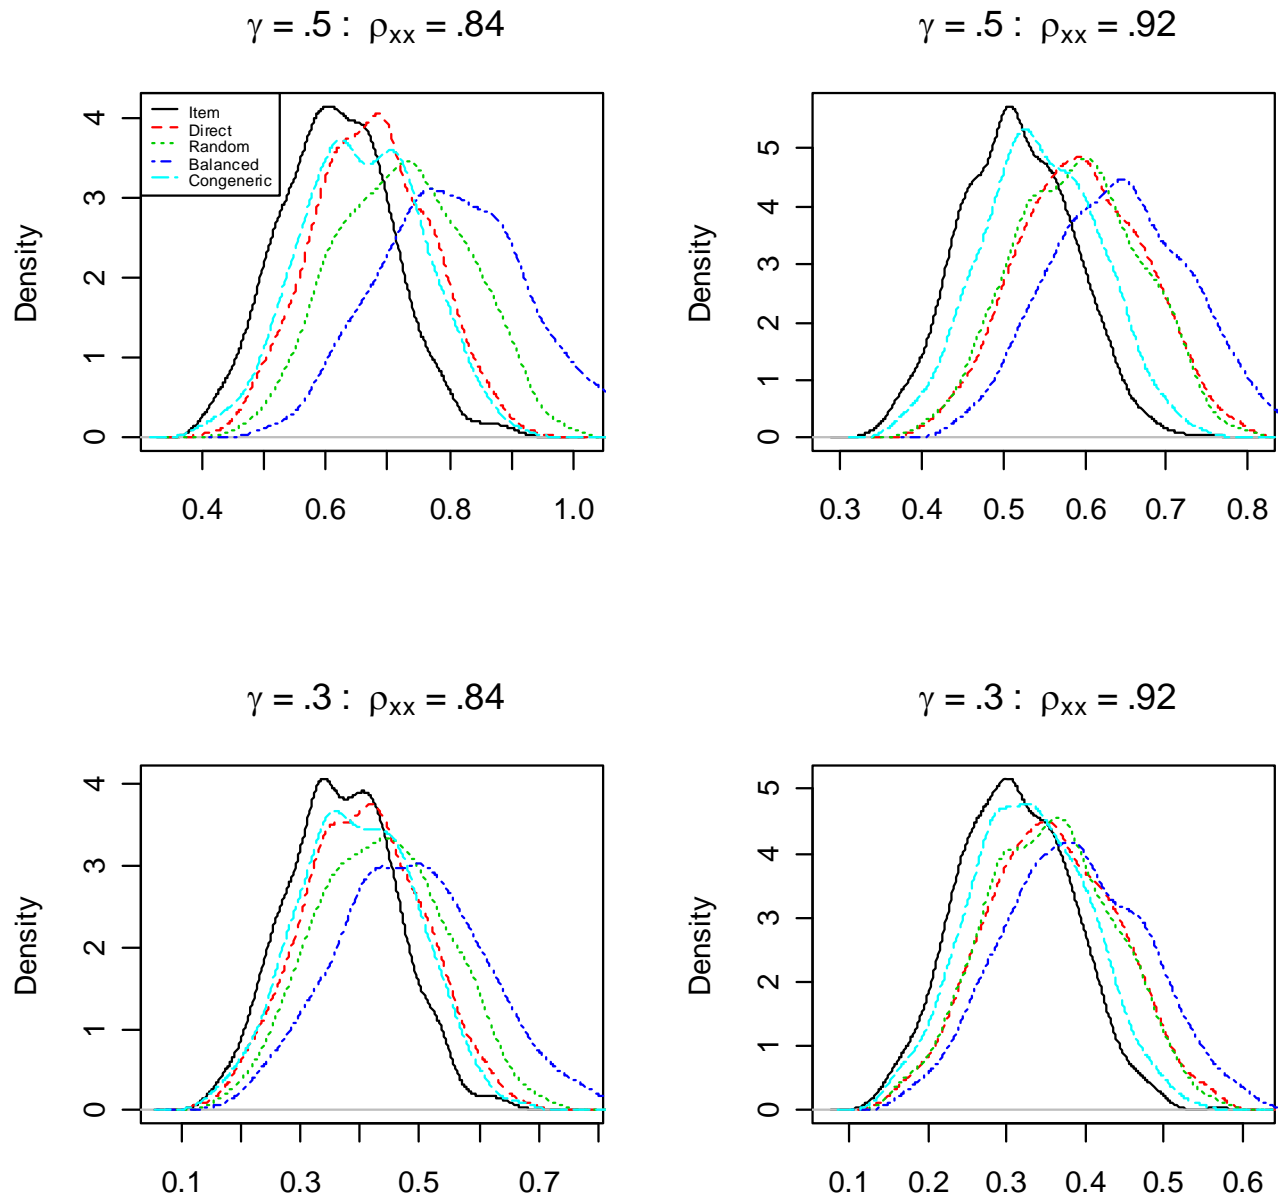 γ = .5 : ρxx = .84
Density
0 1 2 3 4
Item
Direct
Random
Balanced
Congeneric
0.4 0.6 0.8 1.0
γ = .5 : ρxx = .92
Density
0 1 2 3 4 5
0.3 0.4 0.5 0.6 0.7 0.8
γ = .3 : ρxx = .84
Density
0 1 2 3 4
0.1 0.3 0.5 0.7
γ = .3 : ρxx = .92
Density
0 1 2 3 4 5
0.1 0.2 0.3 0.4 0.5 0.6